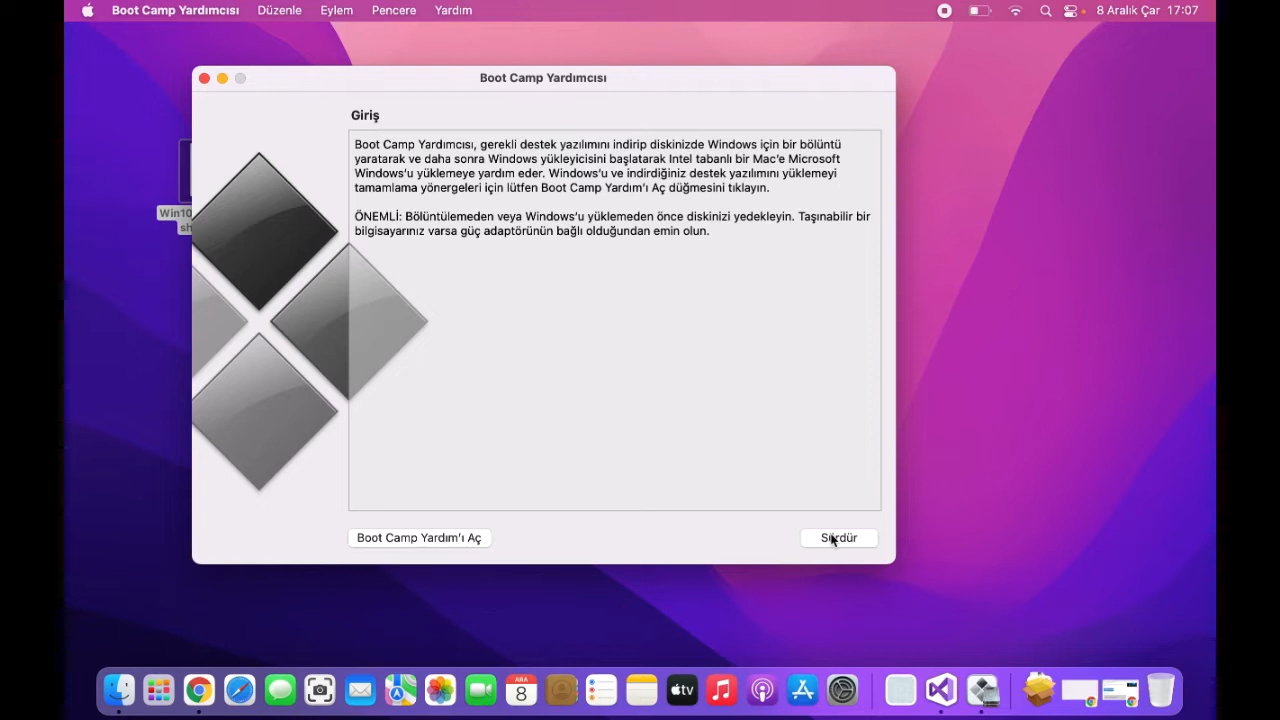 Boot Camp Yardımcısı Düzenle Eylem Pencere Yardım 8 Aralık Çar 17:07
Boot Camp Yardımcısı
Giriş
Boot Camp Yardımcısı, gerekli destek yazılımını indirip diskinizde Windows için bir bölüntü
yaratarak ve daha sonra Windows yükleyicisini başlatarak Intel tabanlı bir Mac'e Microsoft
Windows'u yüklemeye yardım eder. Windows'u ve indirdiğiniz destek yazılımını yüklemeyi
tamamlama yönergeleri için lütfen Boot Camp Yardım'ı Aç düğmesini tıklayın.
ÖNEMLİ: Bölüntülemeden veya Windows'u yüklemeden önce diskinizi yedekleyin. Taşınabilir bir
bilgisayarınız varsa güç adaptörünün bağlı olduğundan emin olun.
Win10
Boot Camp Yardım'ı Aç
Sürdür
ARA
8
tv